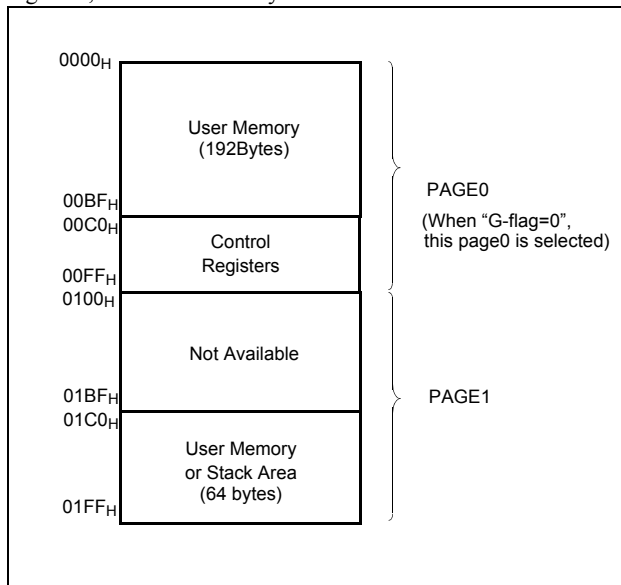 0000H
User Memory
(192Bytes)
00BFH
PAGE0
(When “G-flag=0”,
this page0 is selected)
00C0H
Control
Registers
00FFH
0100H
Not Available
01BFH
PAGE1
01C0H
User Memory
or Stack Area
(64 bytes)
01FFH